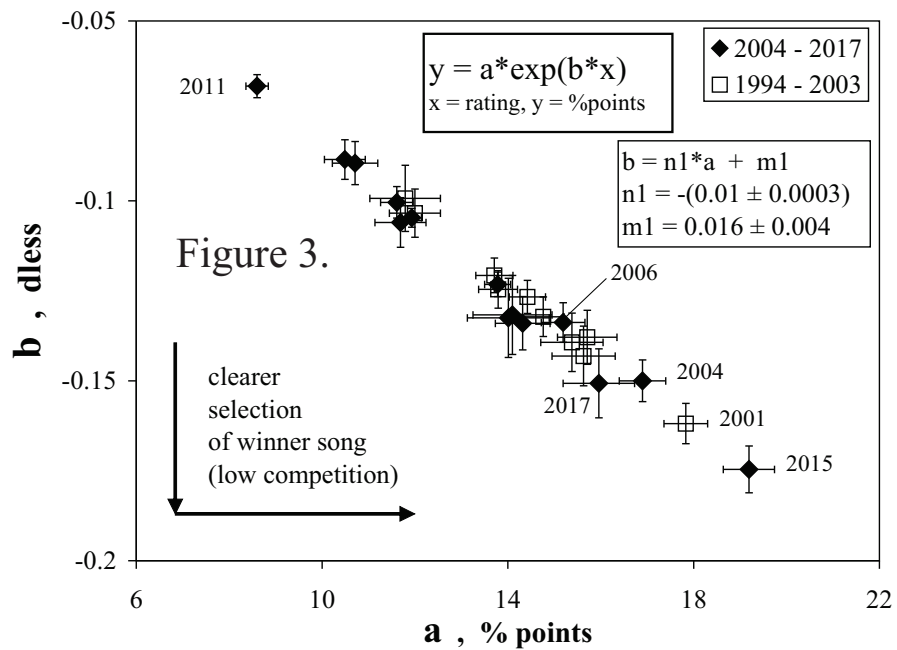 -0.05
-0.1
-0.15
-0.2
b , dless
y = a*exp(b*x)
x = rating, y = %points
2004 - 2017
1994 - 2003
b = n1*a + m1
n1 = -(0.01 ± 0.0003)
m1 = 0.016 ± 0.004
2011
Figure 3.
2006
2004
2017
2001
2015
clearer
selection
of winner song
(low competition)
6
10
14
18
22
a , % points